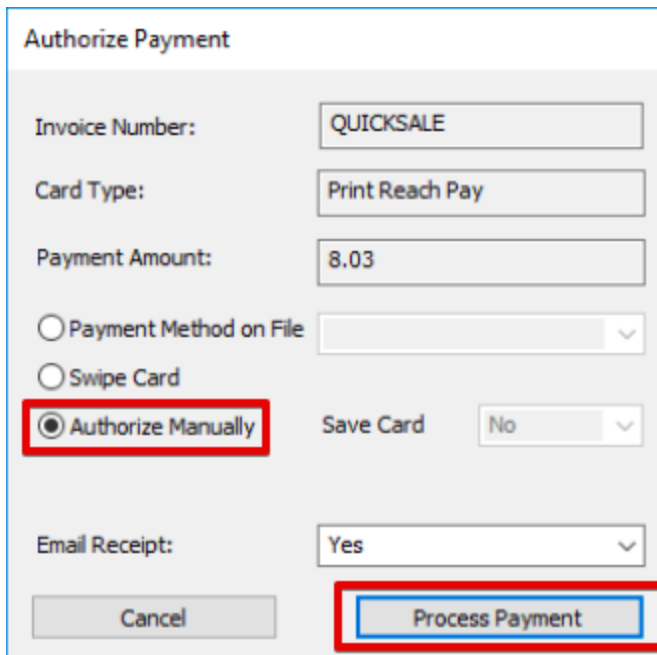 Authorize Payment
Invoice Number: QUICKSALE
Card Type: Print Reach Pay
Payment Amount: 8.03
Payment Method on File
Swipe Card
Authorize Manually Save Card No
Email Receipt: Yes
Cancel Process Payment